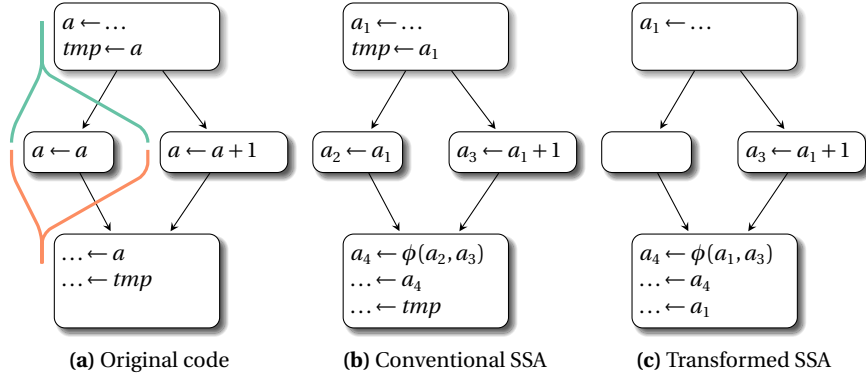 a ← …
tmp ← a
a ← a
a ← a + 1
… ← a
… ← tmp
(a) Original code
a₁ ← …
tmp ← a₁
a₂ ← a₁
a₃ ← a₁ + 1
a₄ ← ϕ(a₂, a₃)
… ← a₄
… ← tmp
(b) Conventional SSA
a₁ ← …
a₃ ← a₁ + 1
a₄ ← ϕ(a₁, a₃)
… ← a₄
… ← a₁
(c) Transformed SSA